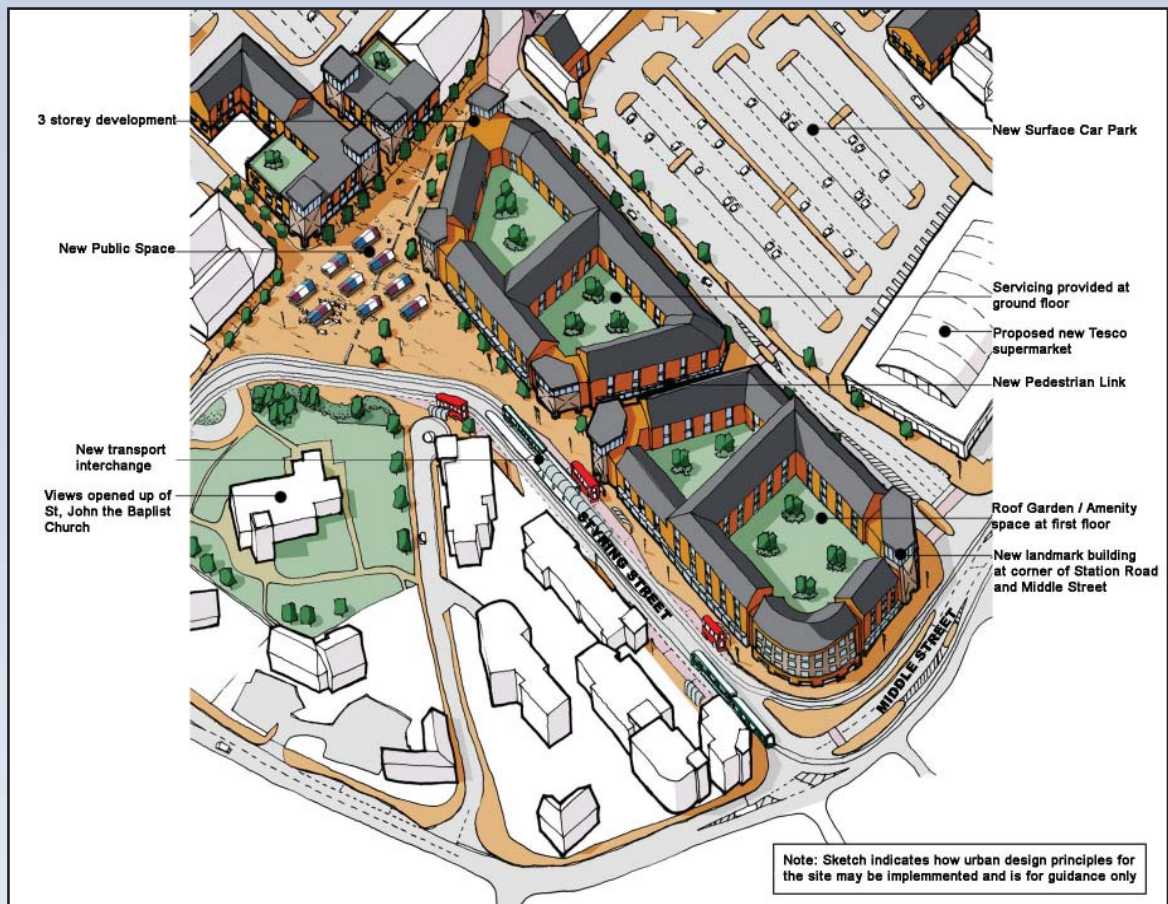 3 storey development
New Public Space
New transport
interchange
Views opened up of
St, John the Baptist
Church
New Surface Car Park
Servicing provided at
ground floor
Proposed new Tesco
supermarket
New Pedestrian Link
Roof Garden / Amenity
space at first floor
New landmark building
at corner of Station Road
and Middle Street
STYRING STREET
MIDDLE STREET
Note: Sketch indicates how urban design principles for
the site may be implemmented and is for guidance only